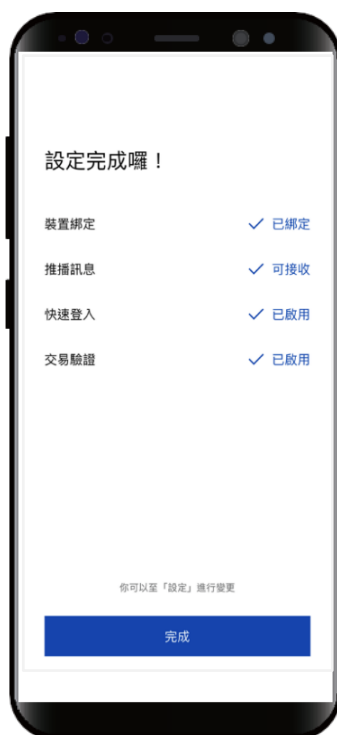 設定完成囉！
裝置綁定 已綁定
推播訊息 可接收
快速登入 已啟用
交易驗證 已啟用
你可以至「設定」進行變更
完成